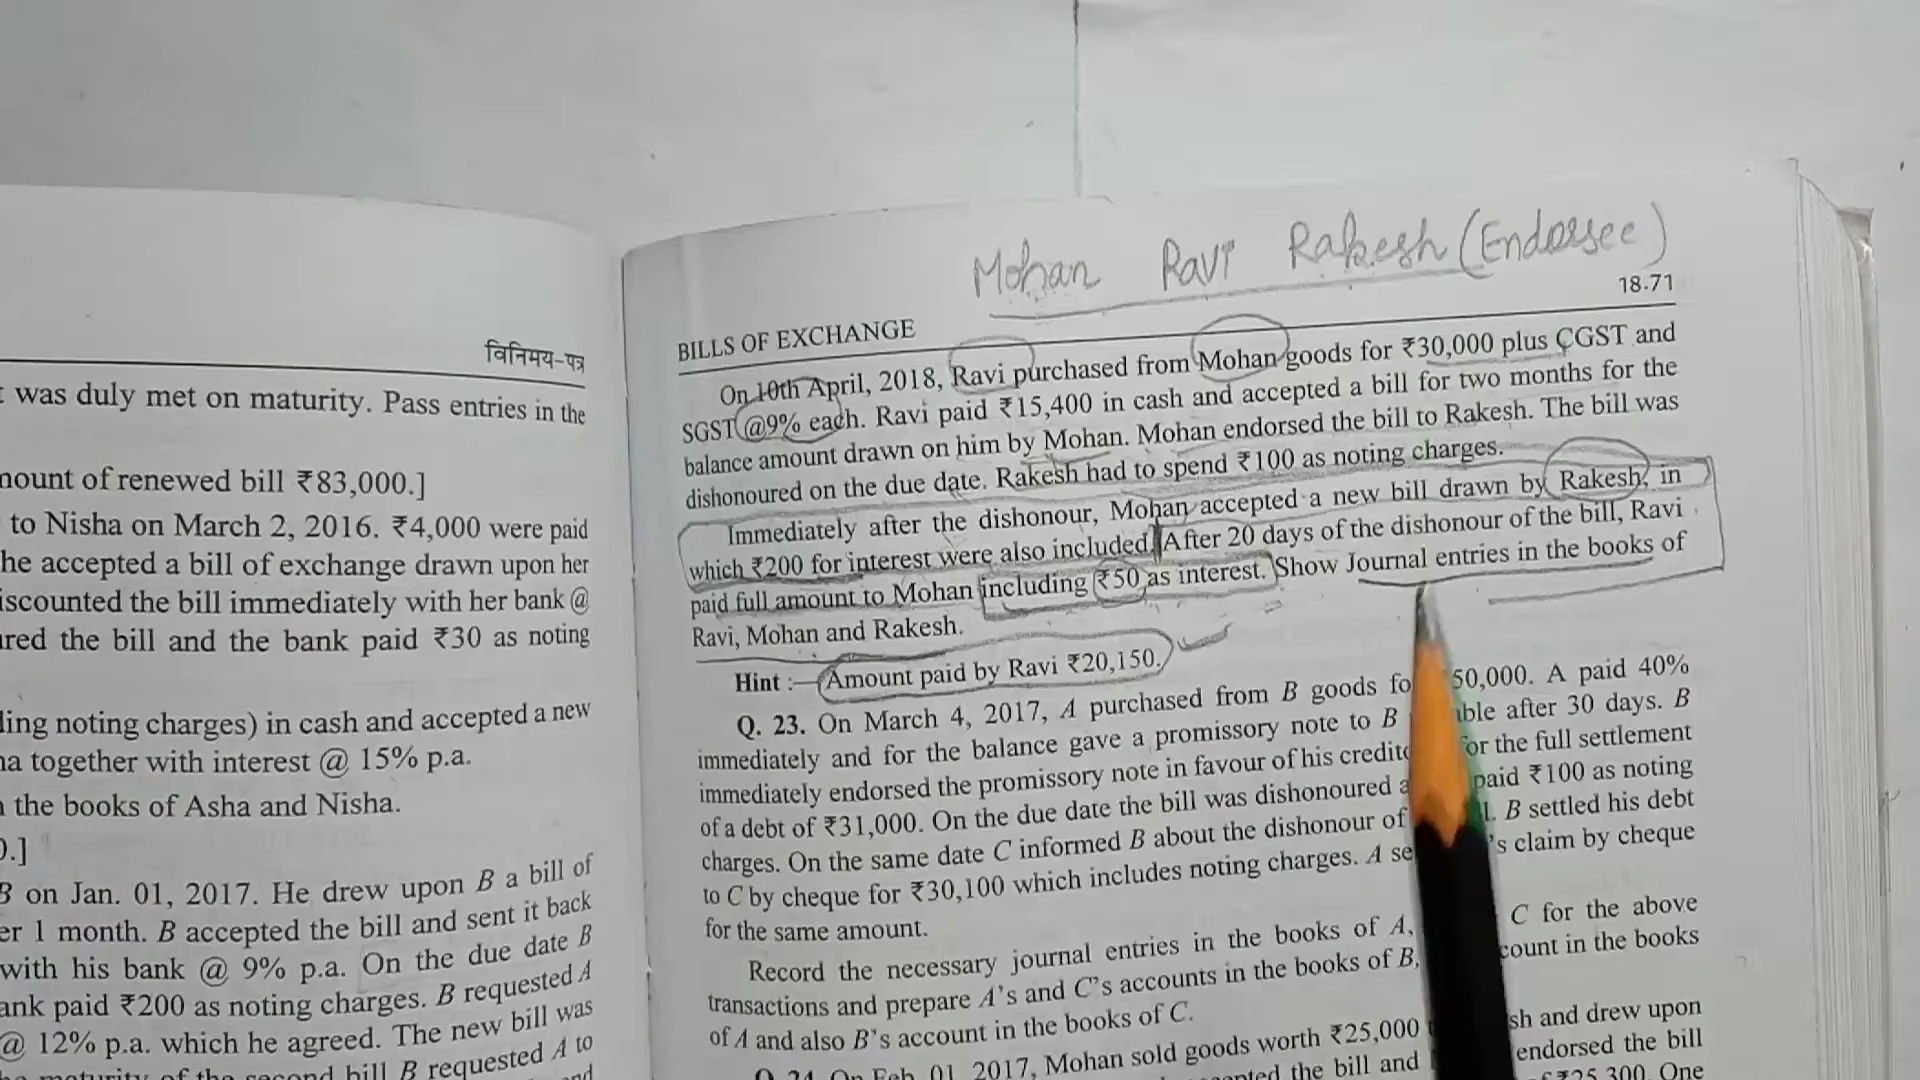 विनिमय-पत्र
was duly met on maturity. Pass entries in the
amount of renewed bill ₹83,000.]
to Nisha on March 2, 2016. ₹4,000 were paid
he accepted a bill of exchange drawn upon her
discounted the bill immediately with her bank @
the bill and the bank paid ₹30 as noting
noting charges) in cash and accepted a new
together with interest @ 15% p.a.
the books of Asha and Nisha.
B on Jan. 01, 2017. He drew upon B a bill of
1 month. B accepted the bill and sent it back
with his bank @ 9% p.a. On the due date B
paid ₹200 as noting charges. B requested A
@ 12% p.a. which he agreed. The new bill was
maturity of the second bill B requested A to
Mohan Ravi Rakesh (Endorsee)
18.71
BILLS OF EXCHANGE
On 10th April, 2018, Ravi purchased from Mohan goods for ₹30,000 plus CGST and
SGST @9% each. Ravi paid ₹15,400 in cash and accepted a bill for two months for the
balance amount drawn on him by Mohan. Mohan endorsed the bill to Rakesh. The bill was
dishonoured on the due date. Rakesh had to spend ₹100 as noting charges.
Immediately after the dishonour, Mohan accepted a new bill drawn by Rakesh, in
which ₹200 for interest were also included. After 20 days of the dishonour of the bill, Ravi
paid full amount to Mohan including ₹50 as interest. Show Journal entries in the books of
Ravi, Mohan and Rakesh.
Hint :— Amount paid by Ravi ₹20,150.
Q. 23. On March 4, 2017, A purchased from B goods 50,000. A paid 40%
immediately and for the balance gave a promissory note to B after 30 days. B
immediately endorsed the promissory note in favour of his for the full settlement
of a debt of ₹31,000. On the due date the bill was dishonoured paid ₹100 as noting
charges. On the same date C informed B about the dishonour of B settled his debt
to C by cheque for ₹30,100 which includes noting charges. A 's claim by cheque
for the same amount.
Record the necessary journal entries in the books of A, C for the above
transactions and prepare A's and C's accounts in the books of B, in the books
of A and also B's account in the books of C.
Q. 24. On Feb. 01, 2017, Mohan sold goods worth ₹25,000 and drew upon
the bill and endorsed the bill
One